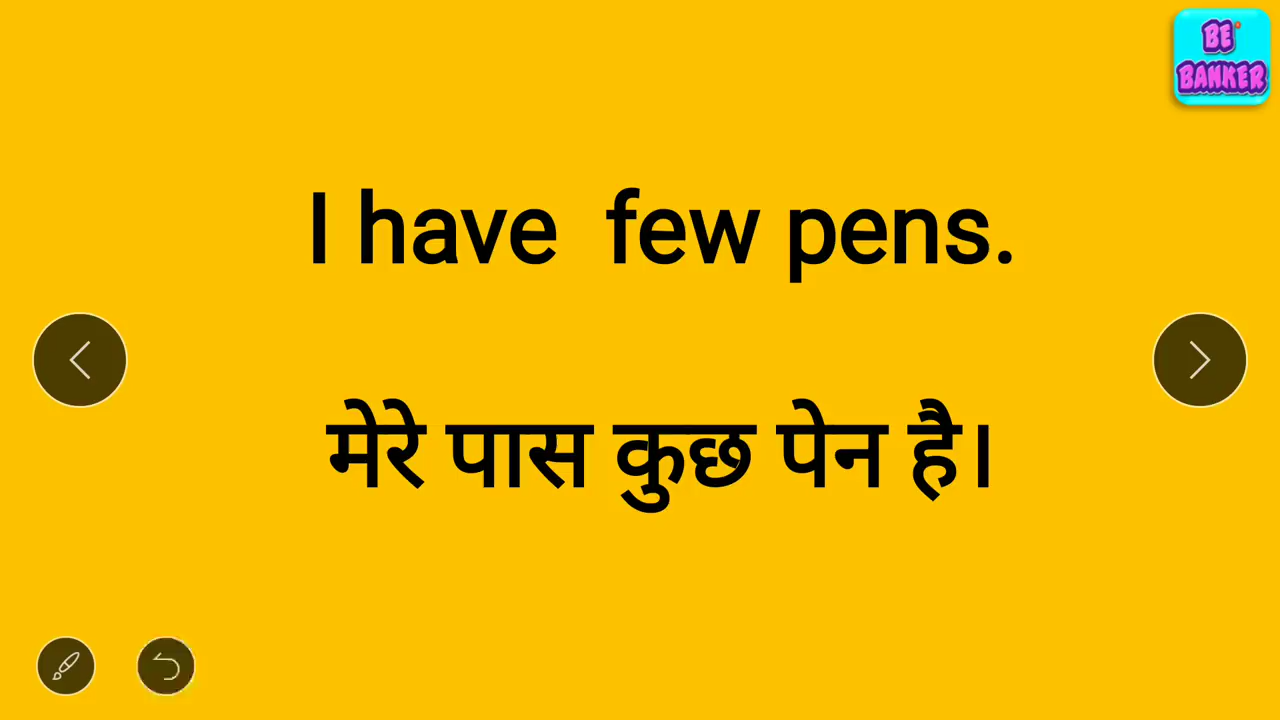 BE
BANKER
I have few pens.
मेरे पास कुछ पेन है।